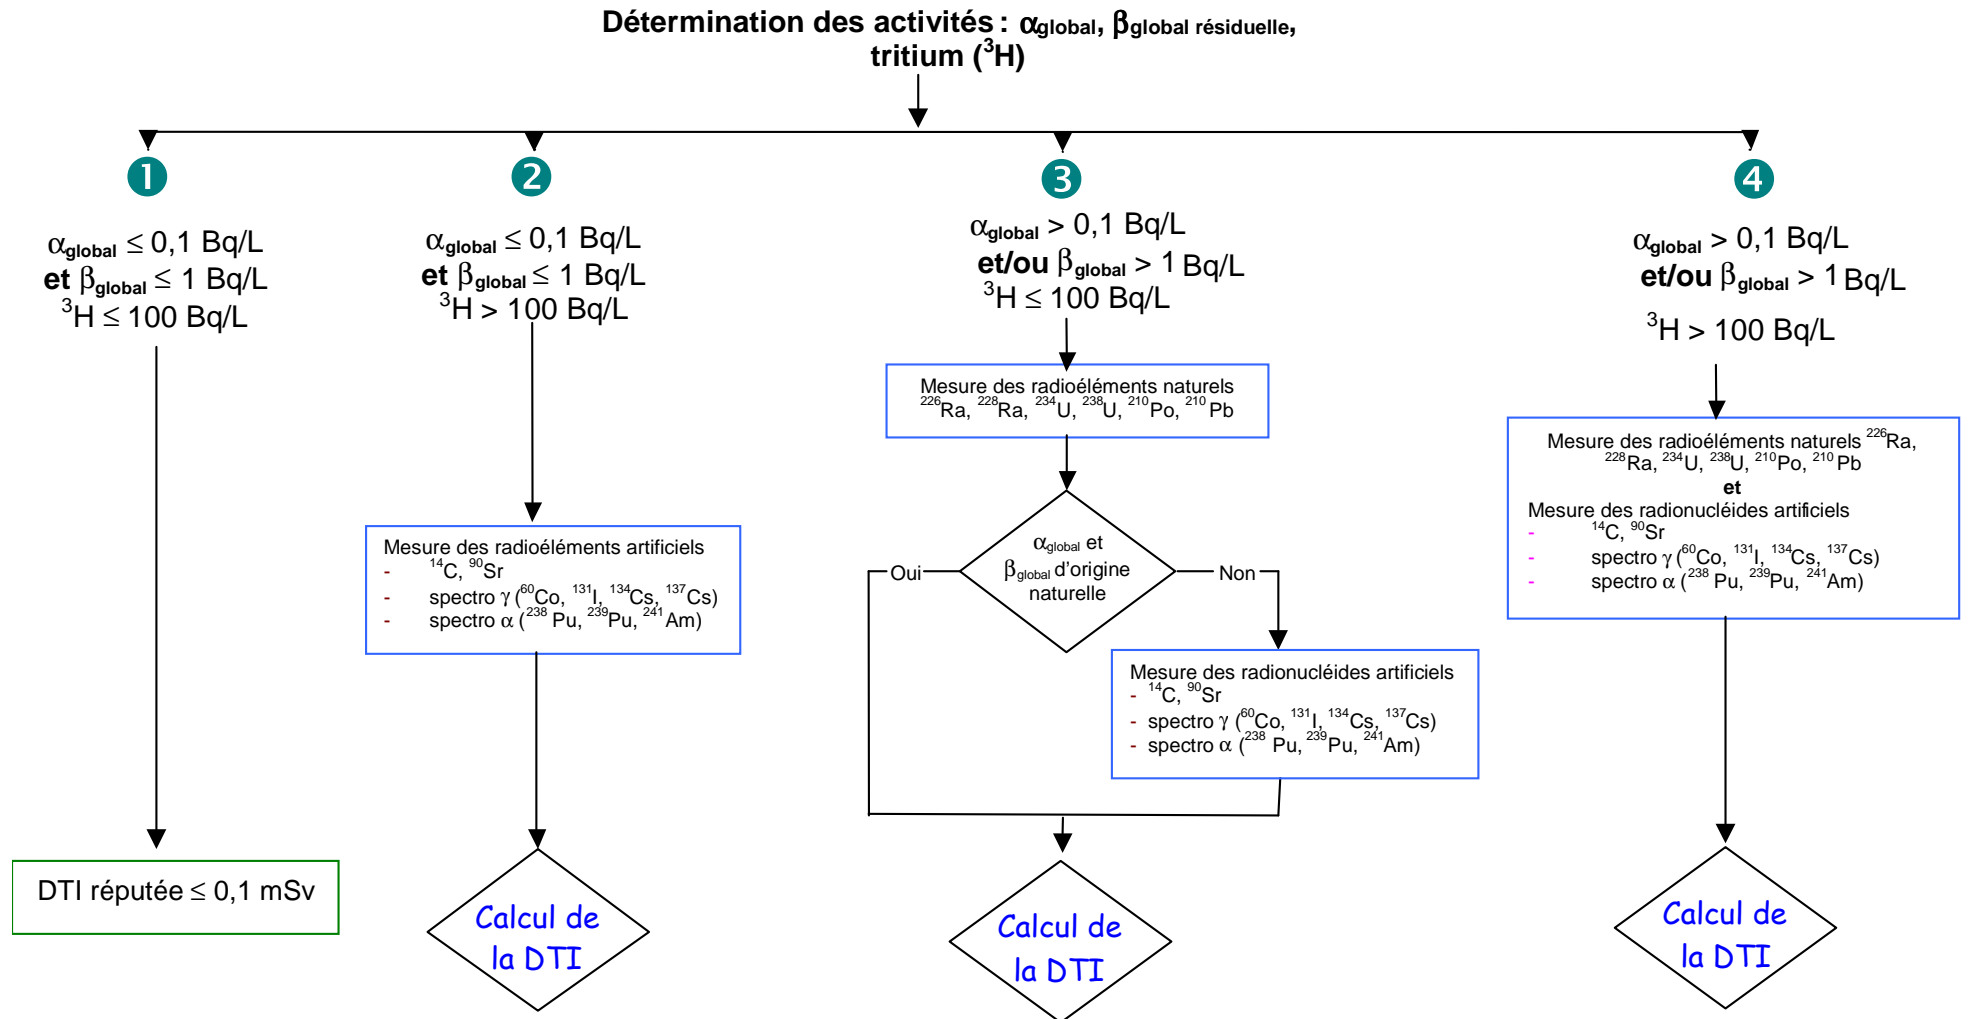 Détermination des activités : αglobal, βglobal résiduelle,
tritium (³H)
❶
αglobal ≤ 0,1 Bq/L
et βglobal ≤ 1 Bq/L
³H ≤ 100 Bq/L
DTI réputée ≤ 0,1 mSv
❷
αglobal ≤ 0,1 Bq/L
et βglobal ≤ 1 Bq/L
³H > 100 Bq/L
Mesure des radioéléments artificiels
- ¹⁴C, ⁹⁰Sr
- spectro γ (⁶⁰Co, ¹³¹I, ¹³⁴Cs, ¹³⁷Cs)
- spectro α (²³⁸ Pu, ²³⁹Pu, ²⁴¹Am)
Calcul de
la DTI
❸
αglobal > 0,1 Bq/L
et/ou βglobal > 1 Bq/L
³H ≤ 100 Bq/L
Mesure des radioéléments naturels
²²⁶Ra, ²²⁸Ra, ²³⁴U, ²³⁸U, ²¹⁰Po, ²¹⁰Pb
αglobal et
βglobal d'origine
naturelle
Oui
Non
Mesure des radionucléides artificiels
- ¹⁴C, ⁹⁰Sr
- spectro γ (⁶⁰Co, ¹³¹I, ¹³⁴Cs, ¹³⁷Cs)
- spectro α (²³⁸ Pu, ²³⁹Pu, ²⁴¹Am)
Calcul de
la DTI
❹
αglobal > 0,1 Bq/L
et/ou βglobal > 1 Bq/L
³H > 100 Bq/L
Mesure des radioéléments naturels ²²⁶Ra,
²²⁸Ra, ²³⁴U, ²³⁸U, ²¹⁰Po, ²¹⁰Pb
et
Mesure des radionucléides artificiels
- ¹⁴C, ⁹⁰Sr
- spectro γ (⁶⁰Co, ¹³¹I, ¹³⁴Cs, ¹³⁷Cs)
- spectro α (²³⁸ Pu, ²³⁹Pu, ²⁴¹Am)
Calcul de
la DTI